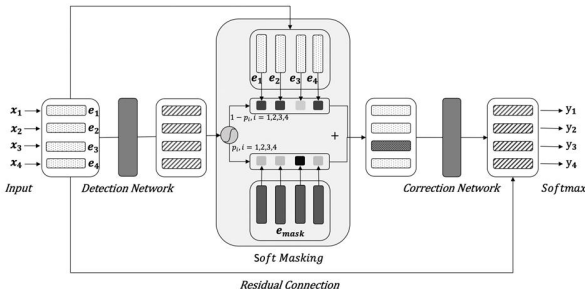 e₁ e₂ e₃ e₄
1 − pᵢ, i = 1,2,3,4
x₁ e₁ y₁
x₂ e₂ y₂
x₃ e₃ + y₃
x₄ e₄ pᵢ, i = 1,2,3,4 y₄
Input Detection Network Correction Network Softmax
e_mask
Soft Masking
Residual Connection